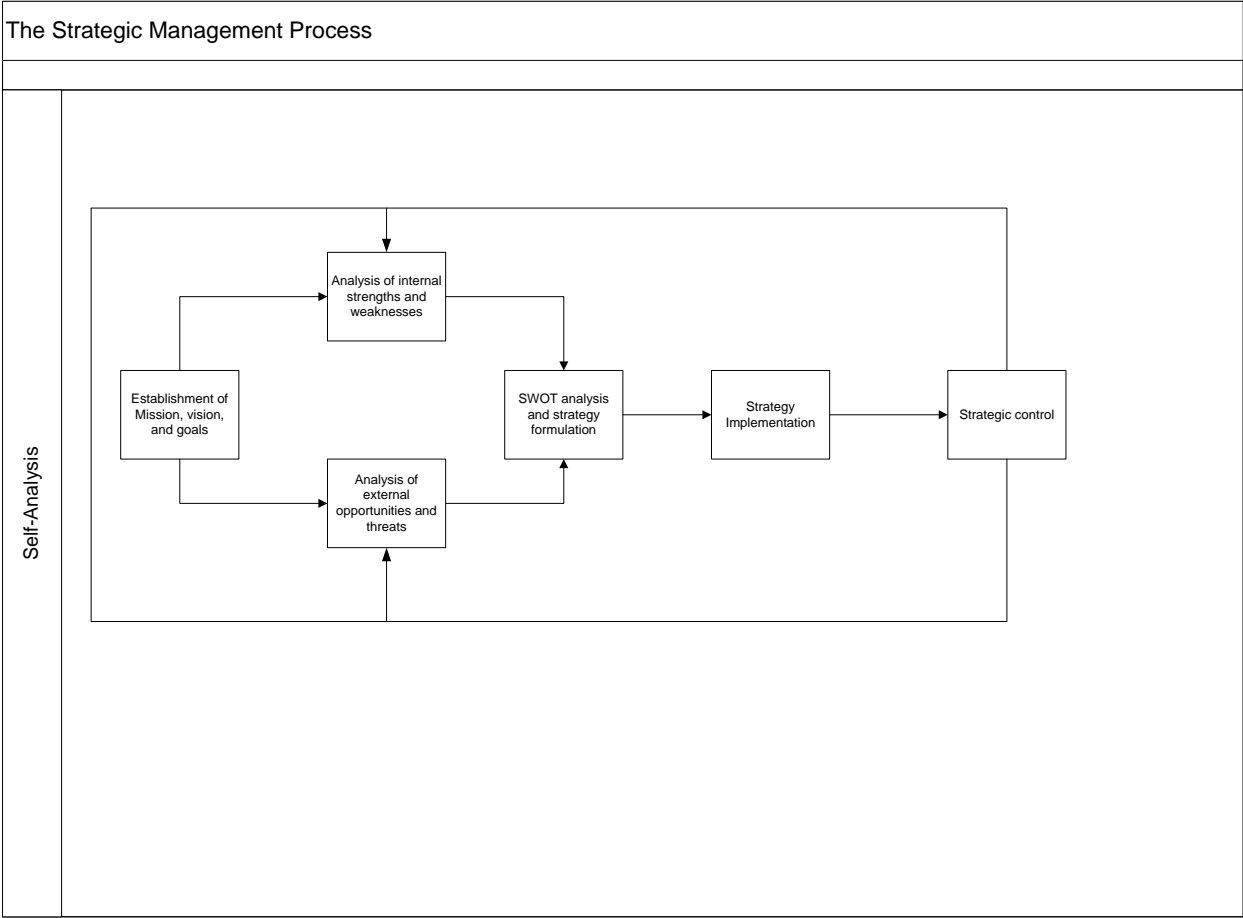 The Strategic Management Process
Self-Analysis
Analysis of internal
strengths and
weaknesses
Establishment of
Mission, vision,
and goals
SWOT analysis
and strategy
formulation
Strategy
Implementation
Strategic control
Analysis of
external
opportunities and
threats